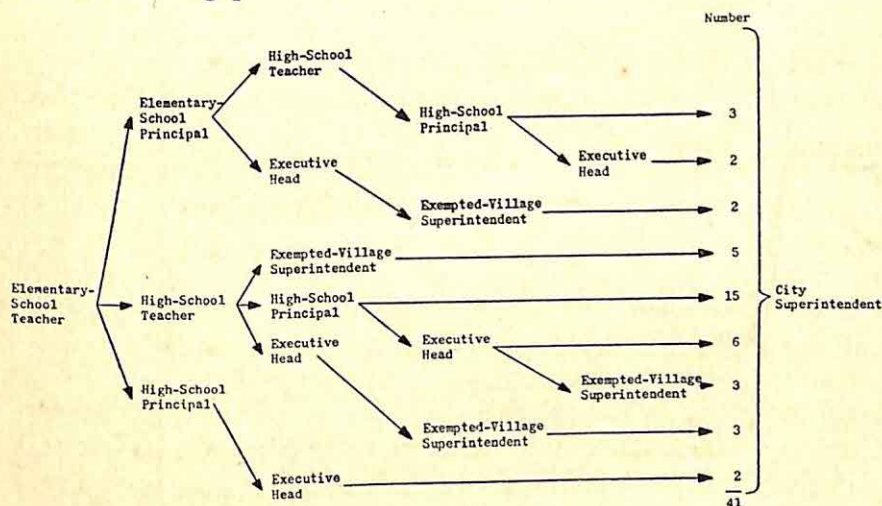 Number
High-School
Teacher
Elementary-
School
Principal
High-School
Principal
3
Executive
Head
2
Executive
Head
Exempted-Village
Superintendent
2
Exempted-Village
Superintendent
5
Elementary-
School
Teacher
High-School
Teacher
High-School
Principal
15
City
Superintendent
Executive
Head
Executive
Head
6
High-School
Principal
Exempted-Village
Superintendent
3
Exempted-Village
Superintendent
3
Executive
Head
2
41